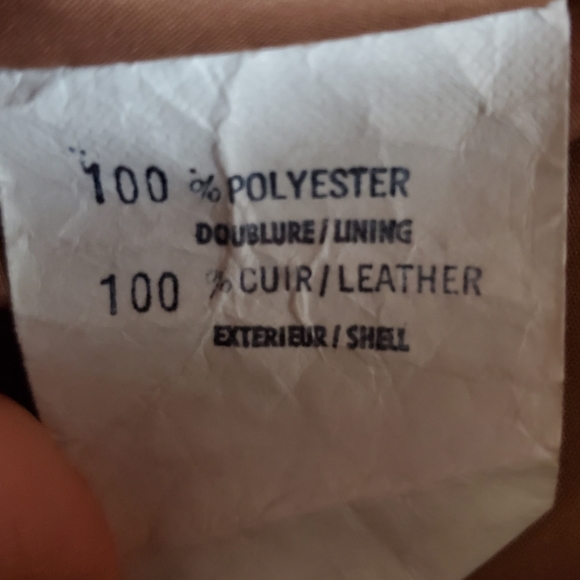 100 % POLYESTER
DOUBLURE / LINING
100 % CUIR / LEATHER
EXTERIEUR / SHELL